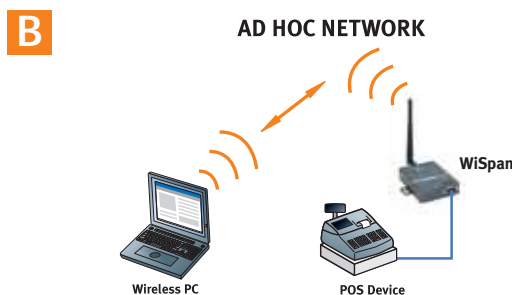 B
AD HOC NETWORK
WiSpan
Wireless PC
POS Device